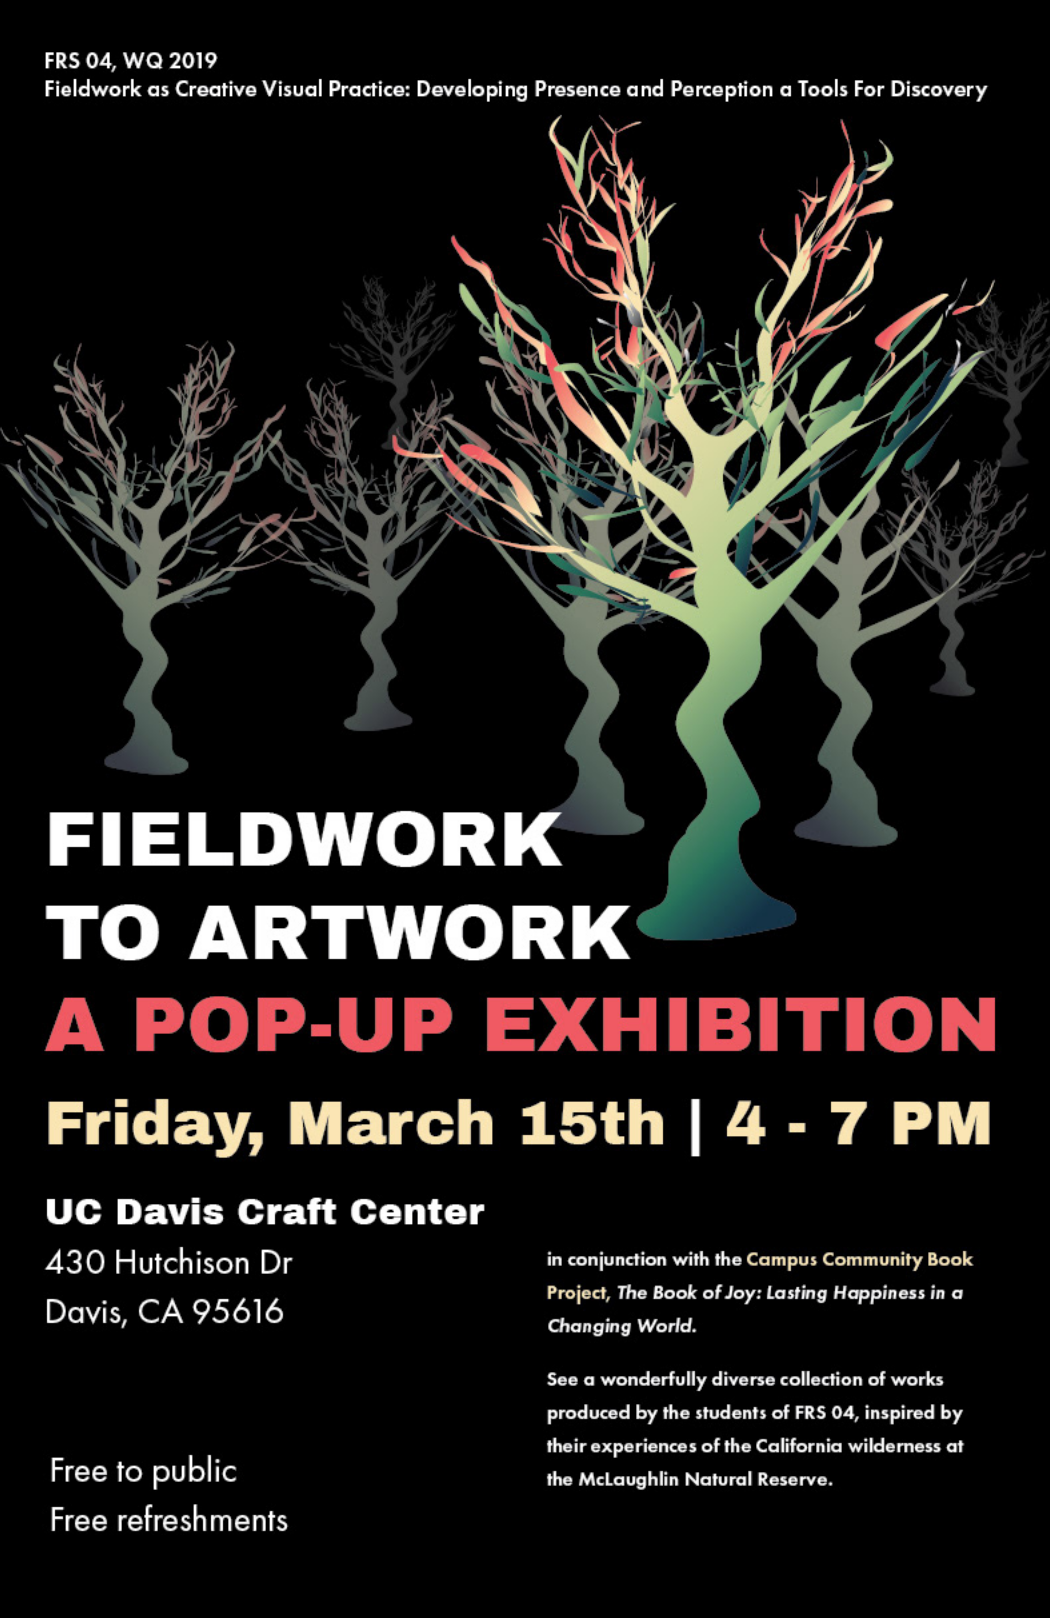 FRS 04, WQ 2019
Fieldwork as Creative Visual Practice: Developing Presence and Perception a Tools For Discovery
FIELDWORK
TO ARTWORK
A POP-UP EXHIBITION
Friday, March 15th | 4 - 7 PM
UC Davis Craft Center
430 Hutchison Dr
Davis, CA 95616
in conjunction with the Campus Community Book
Project, The Book of Joy: Lasting Happiness in a
Changing World.
See a wonderfully diverse collection of works
produced by the students of FRS 04, inspired by
their experiences of the California wilderness at
the McLaughlin Natural Reserve.
Free to public
Free refreshments